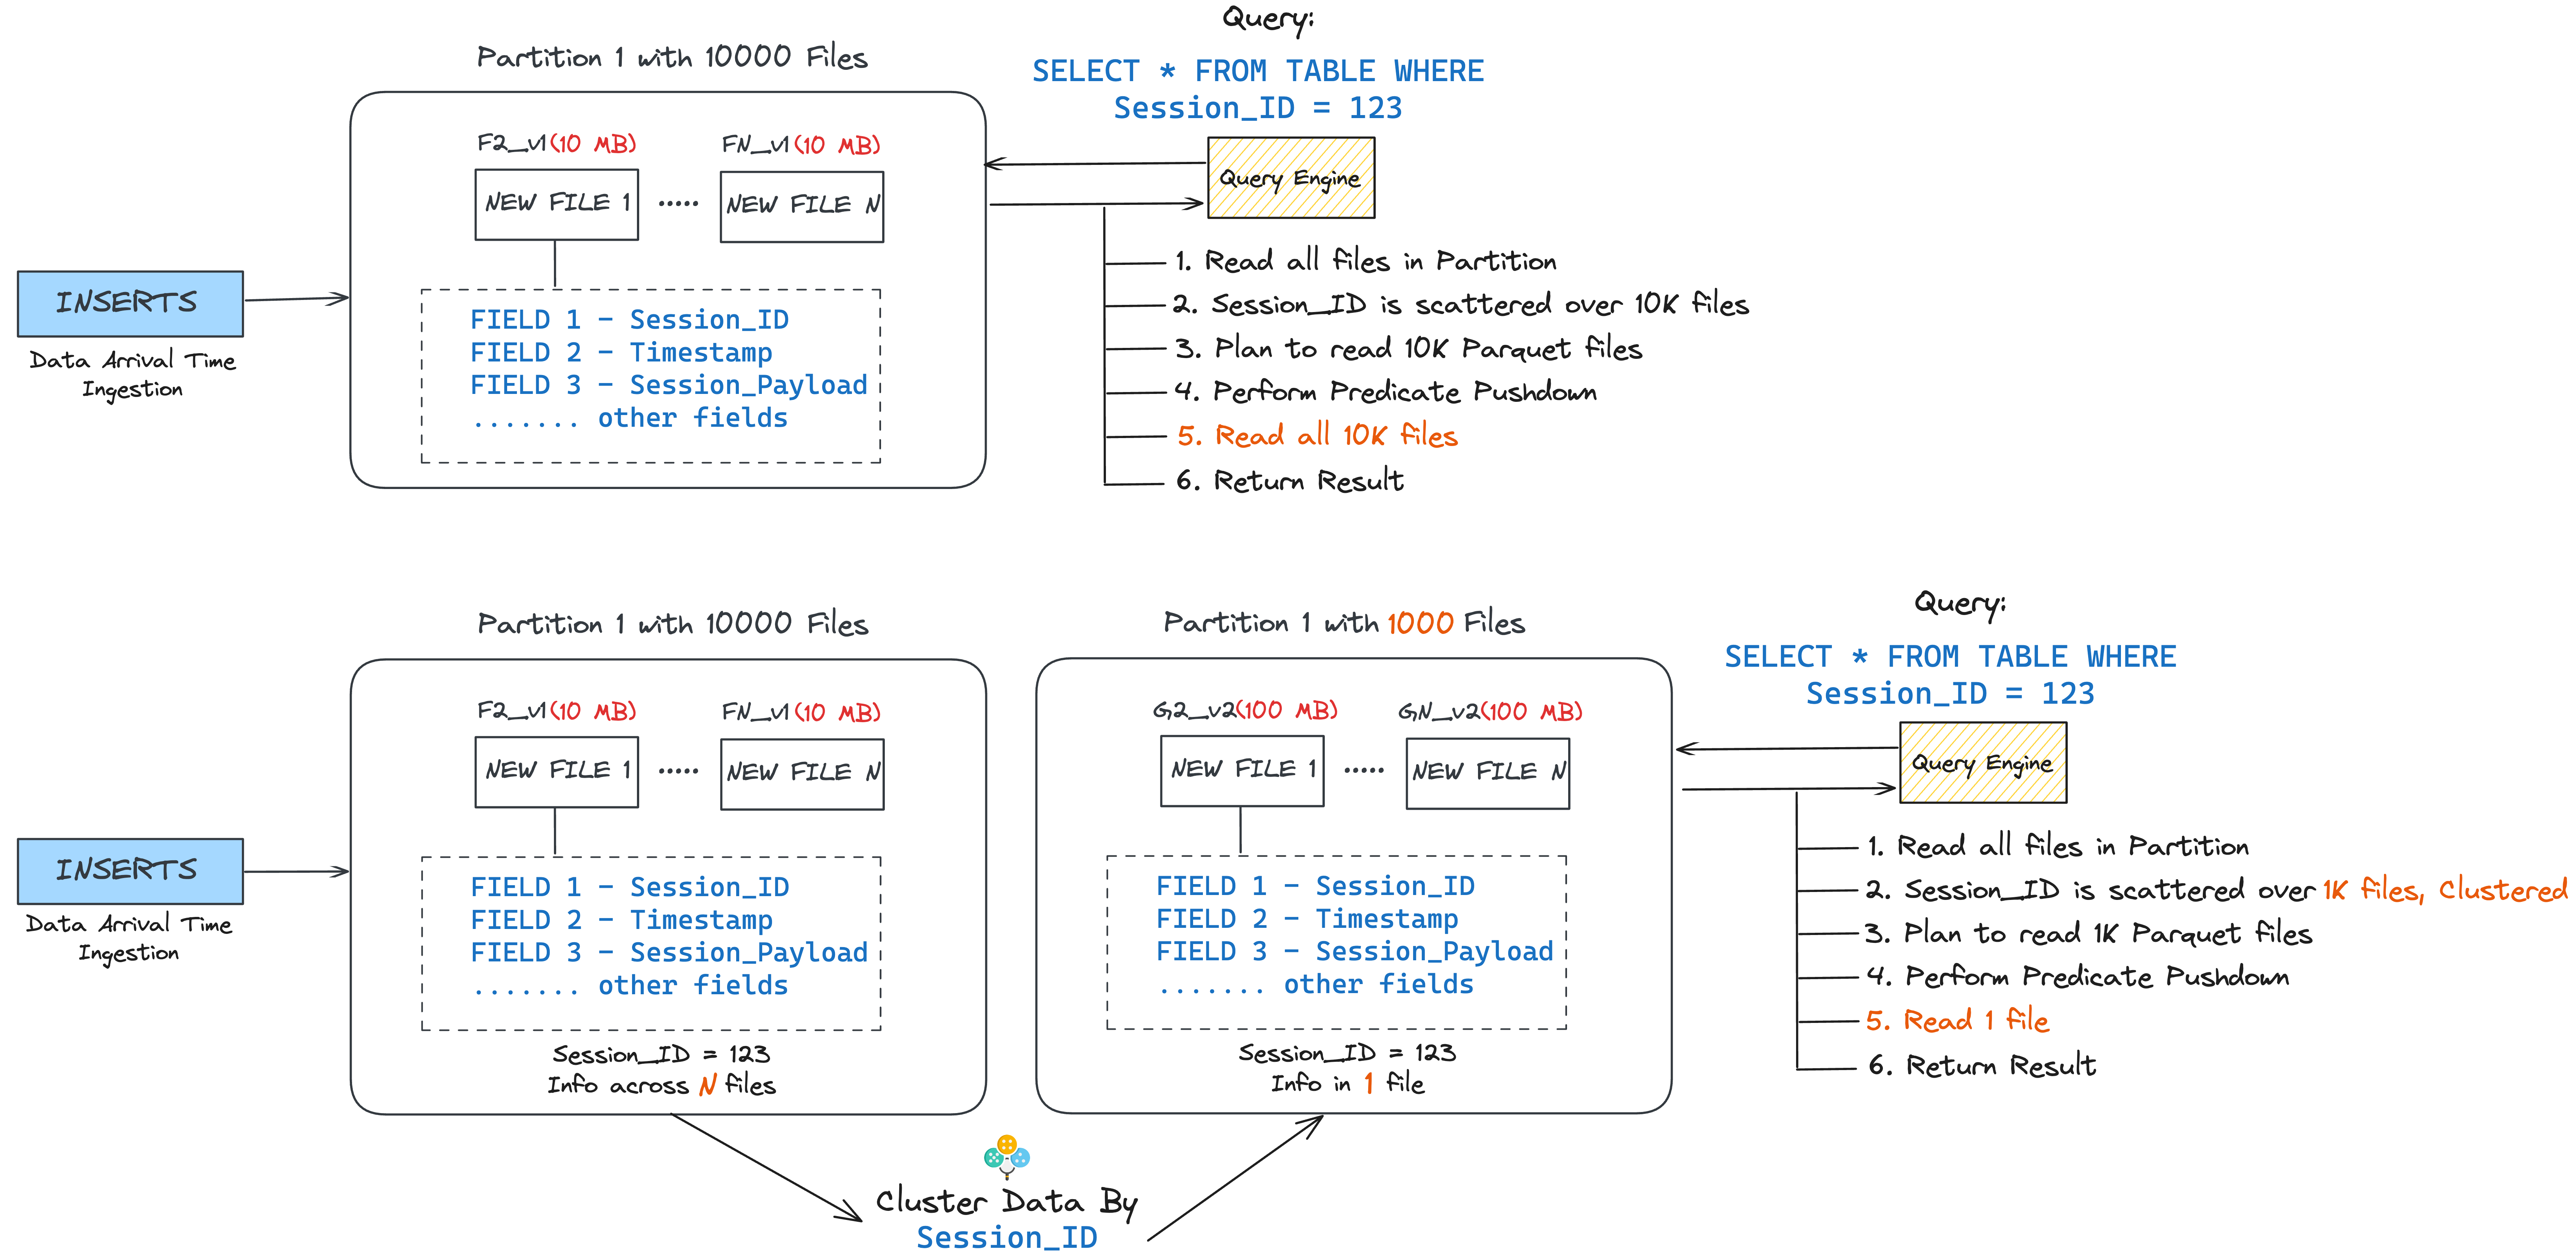 Query:
SELECT * FROM TABLE WHERE
Session_ID = 123
Partition 1 with 10000 Files
F2_v1(10 MB)
FN_v1(10 MB)
NEW FILE 1
.....
NEW FILE N
Query Engine
INSERTS
Data Arrival Time
Ingestion
FIELD 1 - Session_ID
FIELD 2 - Timestamp
FIELD 3 - Session_Payload
....... other fields
1. Read all files in Partition
2. Session_ID is scattered over 10K files
3. Plan to read 10K Parquet files
4. Perform Predicate Pushdown
5. Read all 10K files
6. Return Result
Partition 1 with 10000 Files
F2_v1(10 MB)
FN_v1(10 MB)
NEW FILE 1
.....
NEW FILE N
INSERTS
Data Arrival Time
Ingestion
FIELD 1 - Session_ID
FIELD 2 - Timestamp
FIELD 3 - Session_Payload
....... other fields
Session_ID = 123
Info across N files
Partition 1 with 1000 Files
G2_v2(100 MB)
GN_v2(100 MB)
NEW FILE 1
.....
NEW FILE N
FIELD 1 - Session_ID
FIELD 2 - Timestamp
FIELD 3 - Session_Payload
....... other fields
Session_ID = 123
Info in 1 file
Query:
SELECT * FROM TABLE WHERE
Session_ID = 123
Query Engine
1. Read all files in Partition
2. Session_ID is scattered over 1K files, Clustered
3. Plan to read 1K Parquet files
4. Perform Predicate Pushdown
5. Read 1 file
6. Return Result
Cluster Data By
Session_ID